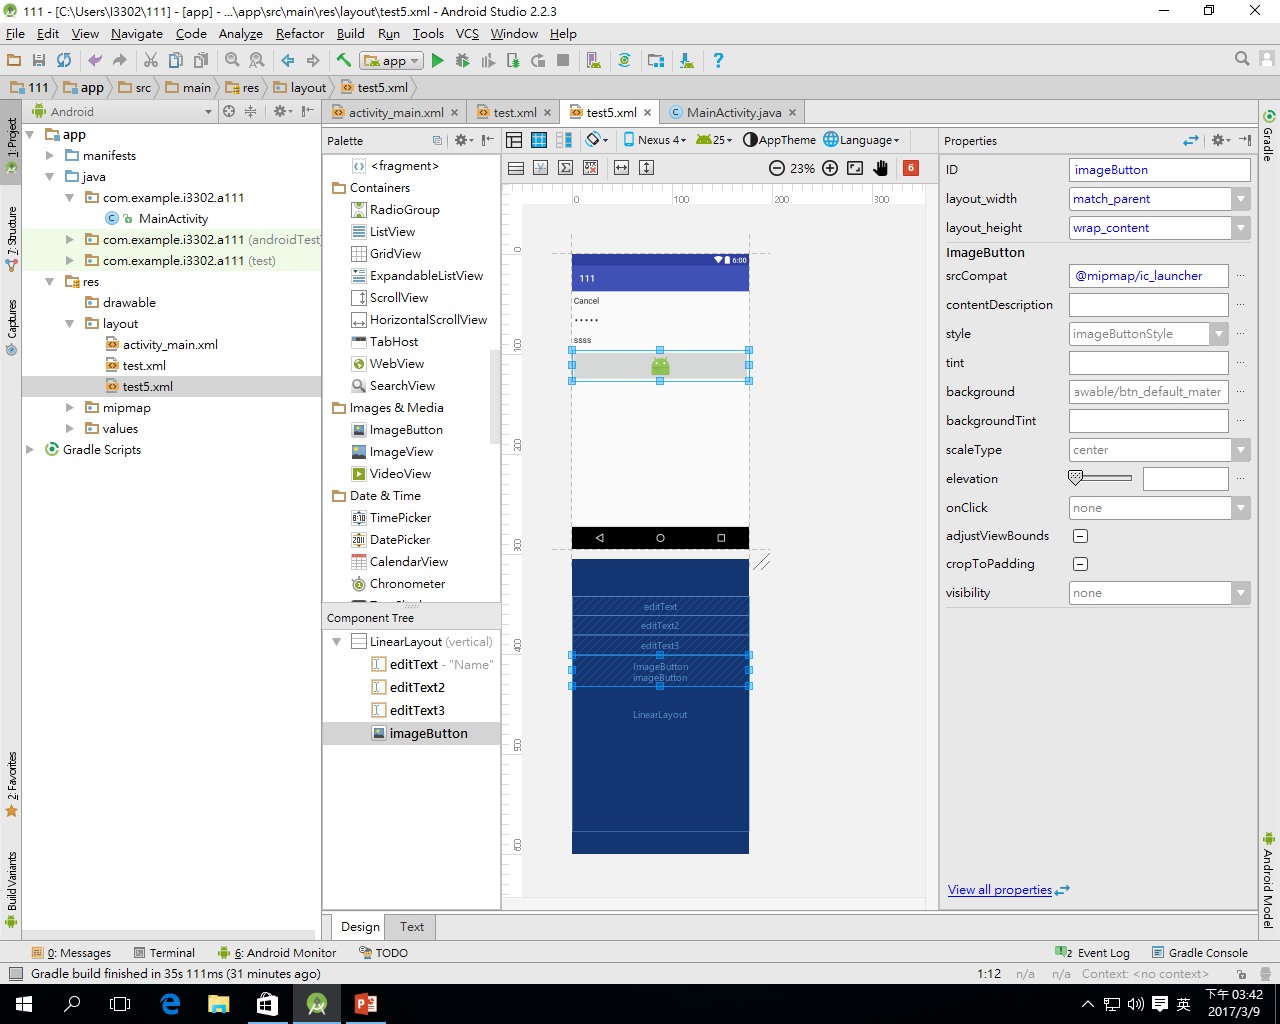 111 - [C:\Users\I3302\111] - [app] - ...\app\src\main\res\layout\test5.xml - Android Studio 2.2.3
File Edit View Navigate Code Analyze Refactor Build Run Tools VCS Window Help
app
111 app src main res layout test5.xml
Android
activity_main.xml test.xml test5.xml MainActivity.java
1: Project
7: Structure
Captures
2: Favorites
Build Variants
app
manifests
java
com.example.i3302.a111
MainActivity
com.example.i3302.a111 (androidTest
com.example.i3302.a111 (test)
res
drawable
layout
activity_main.xml
test.xml
test5.xml
mipmap
values
Gradle Scripts
Palette
<fragment>
Containers
RadioGroup
ListView
GridView
ExpandableListView
ScrollView
HorizontalScrollView
TabHost
WebView
SearchView
Images & Media
ImageButton
ImageView
VideoView
Date & Time
TimePicker
DatePicker
CalendarView
Chronometer
Component Tree
LinearLayout (vertical)
editText - "Name"
editText2
editText3
imageButton
Nexus 4 25 AppTheme Language
23% 6
0 100 200 300
0
100
200
300
400
500
600
6:00
111
Cancel
•••••
ssss
editText
editText2
editText3
ImageButton
imageButton
LinearLayout
Design Text
Properties
ID imageButton
layout_width match_parent
layout_height wrap_content
ImageButton
srcCompat @mipmap/ic_launcher ...
contentDescription ...
style imageButtonStyle
tint ...
background awable/btn_default_mater ...
backgroundTint ...
scaleType center
elevation ...
onClick none
adjustViewBounds
cropToPadding
visibility none
View all properties
Gradle
Android Model
0: Messages Terminal 6: Android Monitor TODO 2 Event Log Gradle Console
Gradle build finished in 35s 111ms (31 minutes ago) 1:12 n/a n/a Context: <no context>
英
下午 03:42
2017/3/9